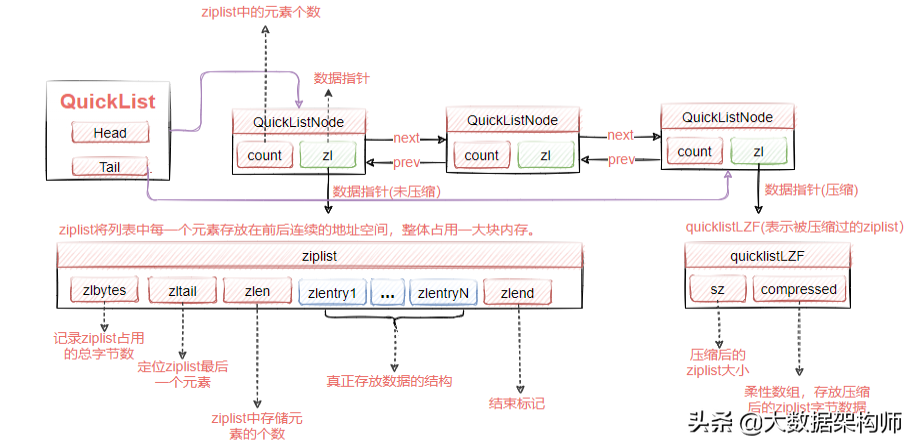 ziplist中的元素个数
数据指针
QuickList
Head
Tail
QuickListNode
count
zl
next
prev
QuickListNode
count
zl
next
prev
QuickListNode
count
zl
数据指针(未压缩)
数据指针(压缩)
ziplist将列表中每一个元素存放在前后连续的地址空间，整体占用一大块内存。
quicklistLZF(表示被压缩过的ziplist)
ziplist
zlbytes
zltail
zlen
zlentry1
...
zlentryN
zlend
quicklistLZF
sz
compressed
记录ziplist占用
的总字节数
定位ziplist最后
一个元素
ziplist中存储元
素的个数
真正存放数据的结构
结束标记
压缩后的
ziplist大小
柔性数组，存放压缩
后的ziplist字节数据
头条 @大数据架构师